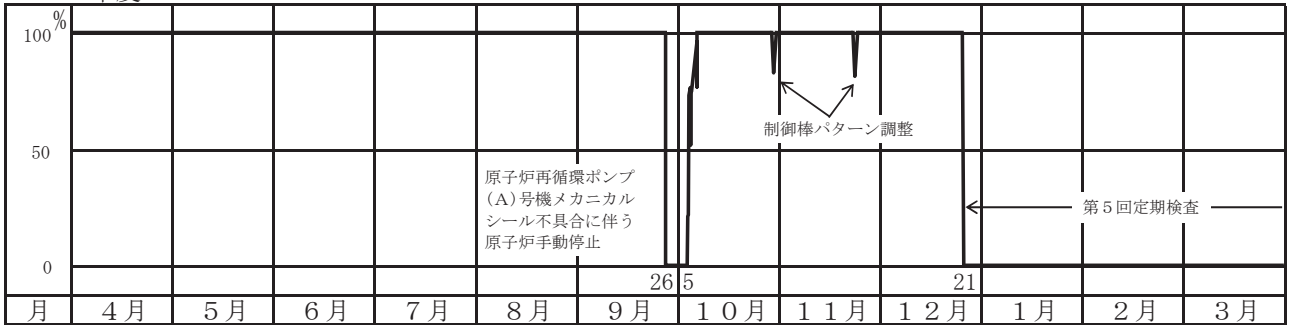 %
100
50
0
原子炉再循環ポンプ
(A)号機メカニカル
シール不具合に伴う
原子炉手動停止
制御棒パターン調整
第５回定期検査
26 5 21
月 ４月 ５月 ６月 ７月 ８月 ９月 １０月 １１月 １２月 １月 ２月 ３月